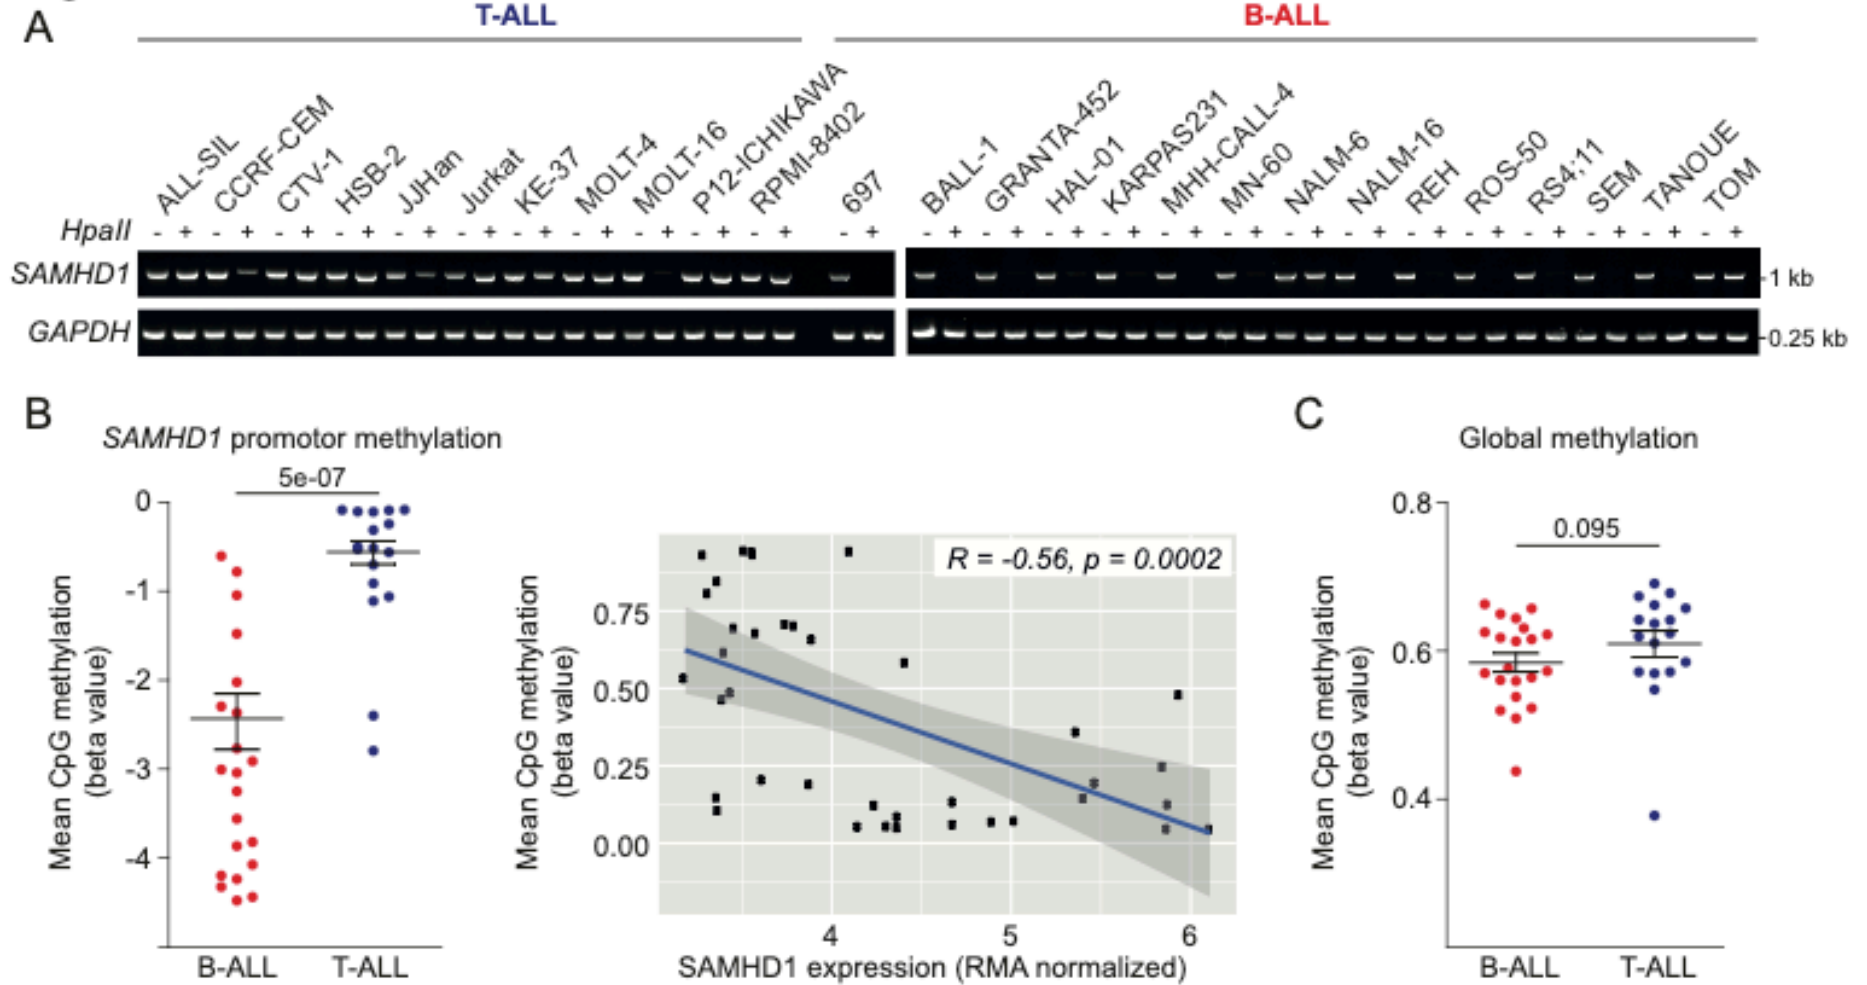 A
T-ALL
B-ALL
ALL-SIL
CCRF-CEM
CTV-1
HSB-2
JJHan
Jurkat
KE-37
MOLT-4
MOLT-16
P12-ICHIKAWA
RPMI-8402
697
BALL-1
GRANTA-452
HAL-01
KARPAS231
MHH-CALL-4
MN-60
NALM-6
NALM-16
REH
ROS-50
RS4;11
SEM
TANOUE
TOM
HpaII - + - + - + - + - + - + - + - + - + - + - + - + - + - + - + - + - + - + - + - + - + - + - + - + - + - +
SAMHD1
1 kb
GAPDH
0.25 kb
B
SAMHD1 promotor methylation
5e-07
Mean CpG methylation
(beta value)
0
-1
-2
-3
-4
B-ALL
T-ALL
R = -0.56, p = 0.0002
Mean CpG methylation
(beta value)
0.75
0.50
0.25
0.00
4
5
6
SAMHD1 expression (RMA normalized)
C
Global methylation
0.095
Mean CpG methylation
(beta value)
0.8
0.6
0.4
B-ALL
T-ALL